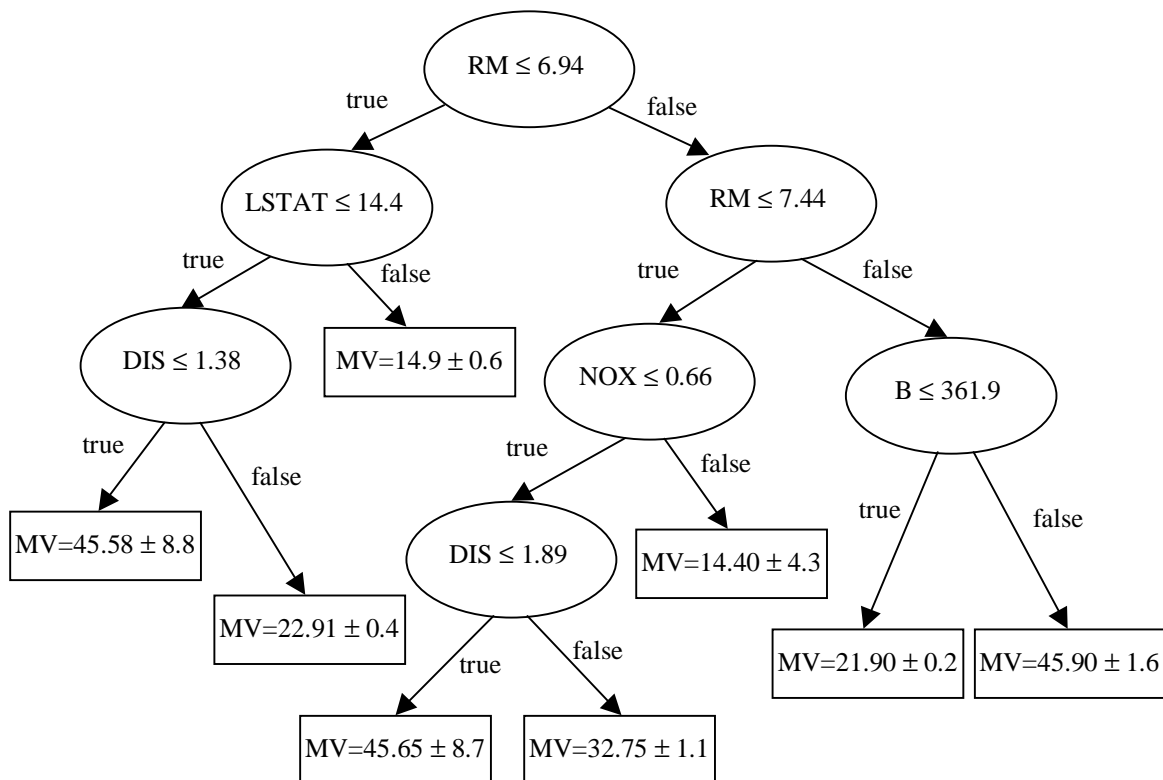 RM ≤ 6.94
true
false
LSTAT ≤ 14.4
RM ≤ 7.44
true
false
true
false
DIS ≤ 1.38
MV=14.9 ± 0.6
NOX ≤ 0.66
B ≤ 361.9
true
false
true
false
true
false
MV=45.58 ± 8.8
DIS ≤ 1.89
MV=14.40 ± 4.3
MV=22.91 ± 0.4
true
false
MV=21.90 ± 0.2
MV=45.90 ± 1.6
MV=45.65 ± 8.7
MV=32.75 ± 1.1